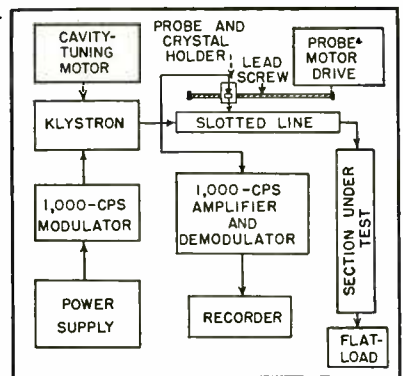 CAVITY-
TUNING
MOTOR
PROBE AND
CRYSTAL
HOLDER
LEAD
SCREW
PROBE
MOTOR
DRIVE
KLYSTRON
SLOTTED LINE
1,000-CPS
MODULATOR
1,000-CPS
AMPLIFIER
AND
DEMODULATOR
SECTION UNDER
TEST
POWER
SUPPLY
RECORDER
FLAT-
LOAD